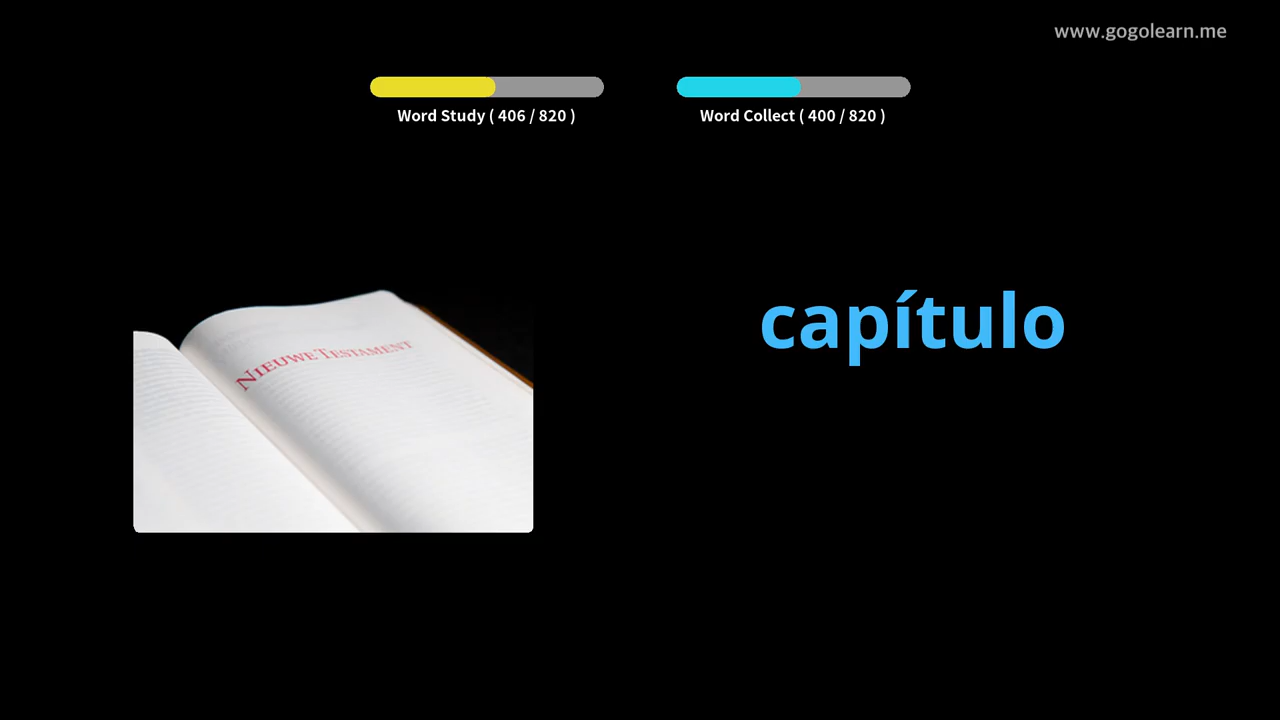 www.gogolearn.me
Word Study ( 406 / 820 )
Word Collect ( 400 / 820 )
capítulo
NIEUWE TESTAMENT